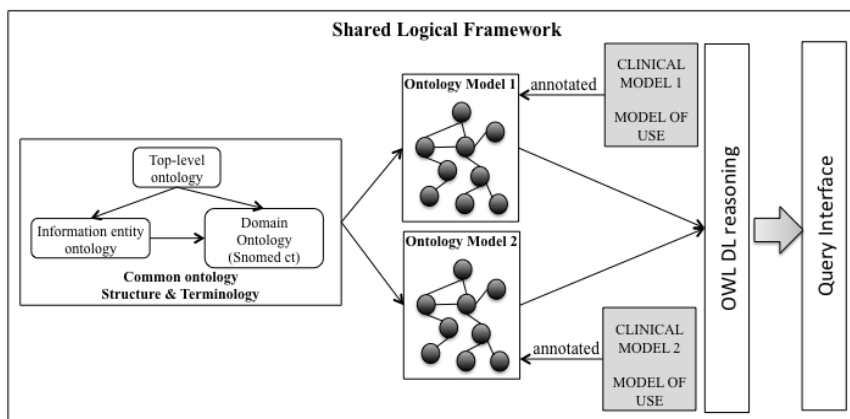 Shared Logical Framework
Top-level
ontology
Information entity
ontology
Domain
Ontology
(Snomed ct)
Common ontology
Structure & Terminology
Ontology Model 1
annotated
CLINICAL
MODEL 1
MODEL OF
USE
Ontology Model 2
annotated
CLINICAL
MODEL 2
MODEL OF
USE
OWL DL reasoning
Query Interface